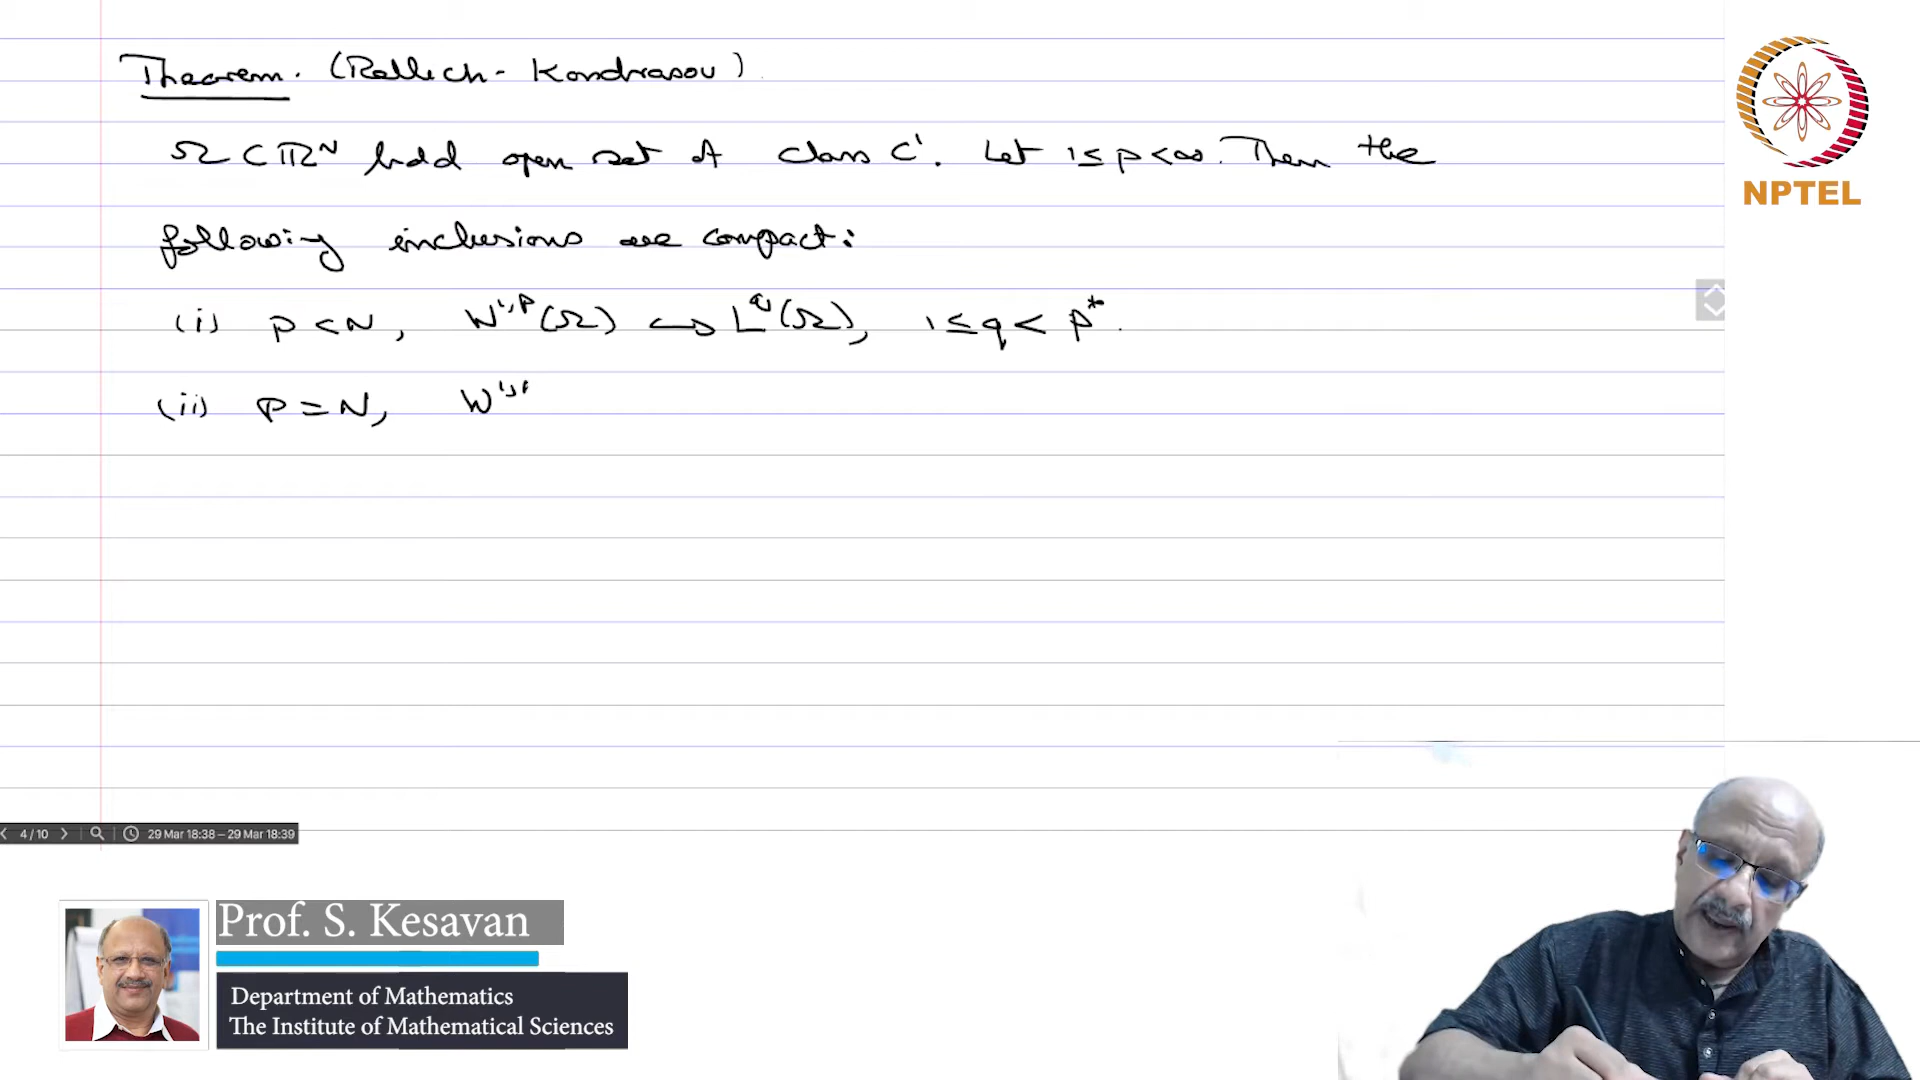 Theorem. (Rellich - Kondrasov)
Ω ⊂ ℝᴺ bdd open set of class C¹. Let 1 ≤ p < ∞. Then the
following inclusions are compact:
(i) p < N, W¹,ᵖ(Ω) ↪ L^q(Ω), 1 ≤ q < p*.
(ii) p = N, W¹,ᵖ
NPTEL
4 / 10 29 Mar 18:38 – 29 Mar 18:39
Prof. S. Kesavan
Department of Mathematics
The Institute of Mathematical Sciences